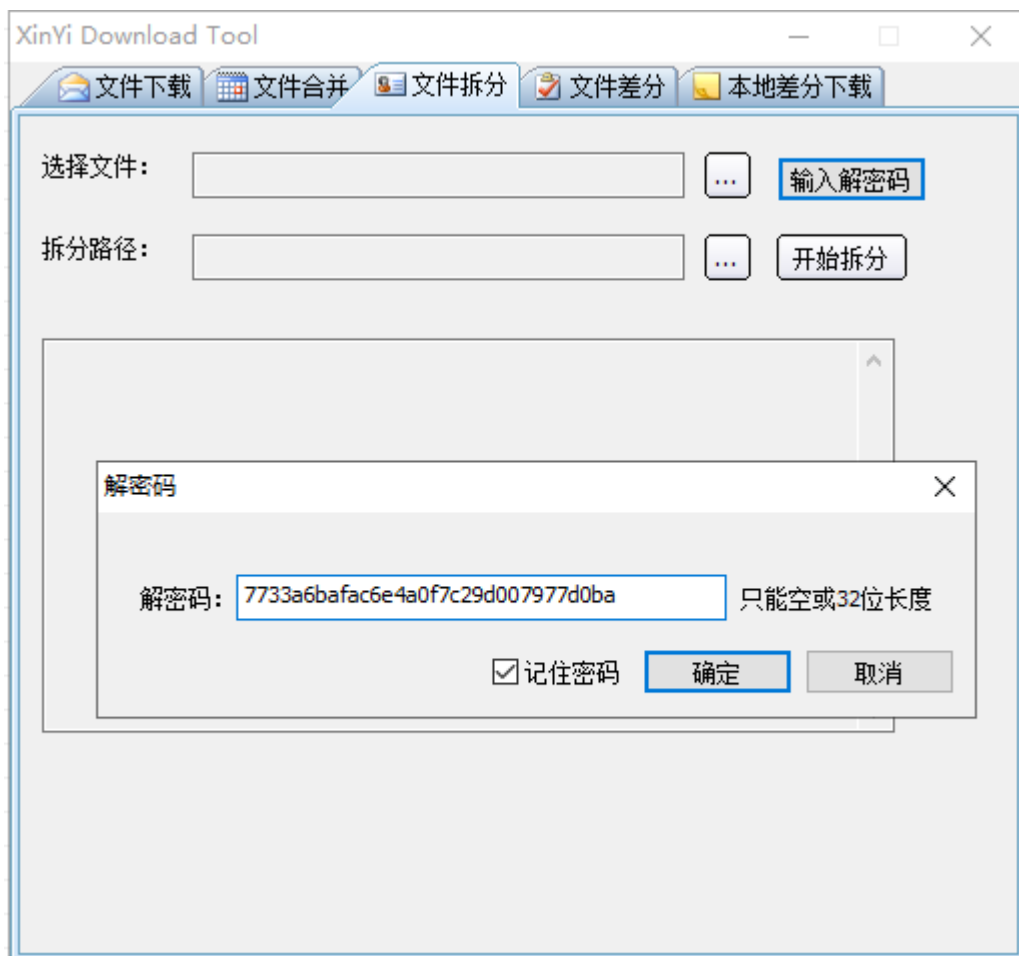 XinYi Download Tool
文件下载 文件合并 文件拆分 文件差分 本地差分下载
选择文件： ... 输入解密码
拆分路径： ... 开始拆分
解密码
解密码： 7733a6bafac6e4a0f7c29d007977d0ba 只能空或32位长度
记住密码 确定 取消